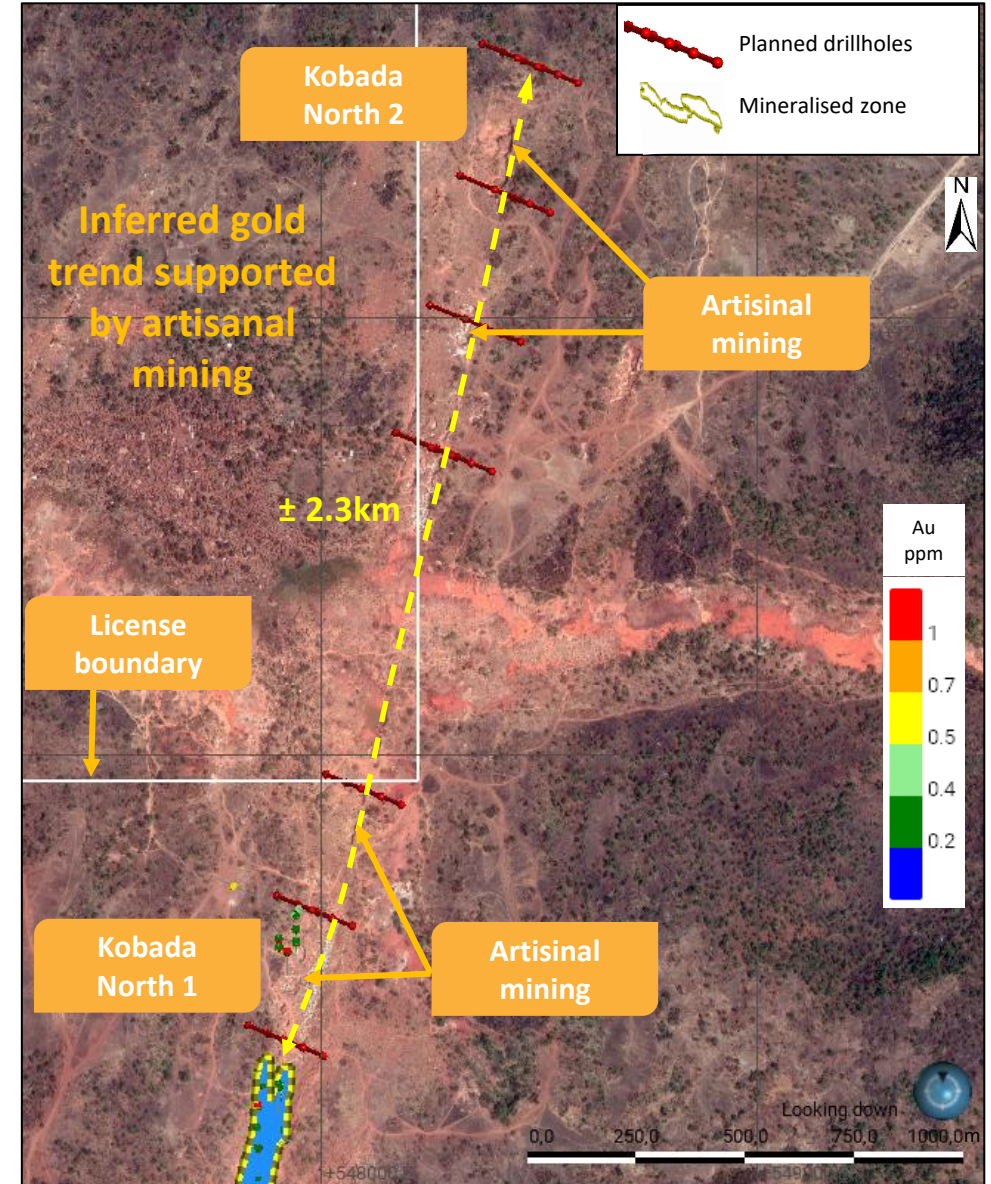 Planned drillholes
Mineralised zone
Kobada
North 2
N
Inferred gold
trend supported
by artisanal
mining
Artisinal
mining
± 2.3km
Au
ppm
1
0.7
0.5
0.4
0.2
License
boundary
Kobada
North 1
Artisinal
mining
Looking down
0,0 250,0 500,0 750,0 1000,0m